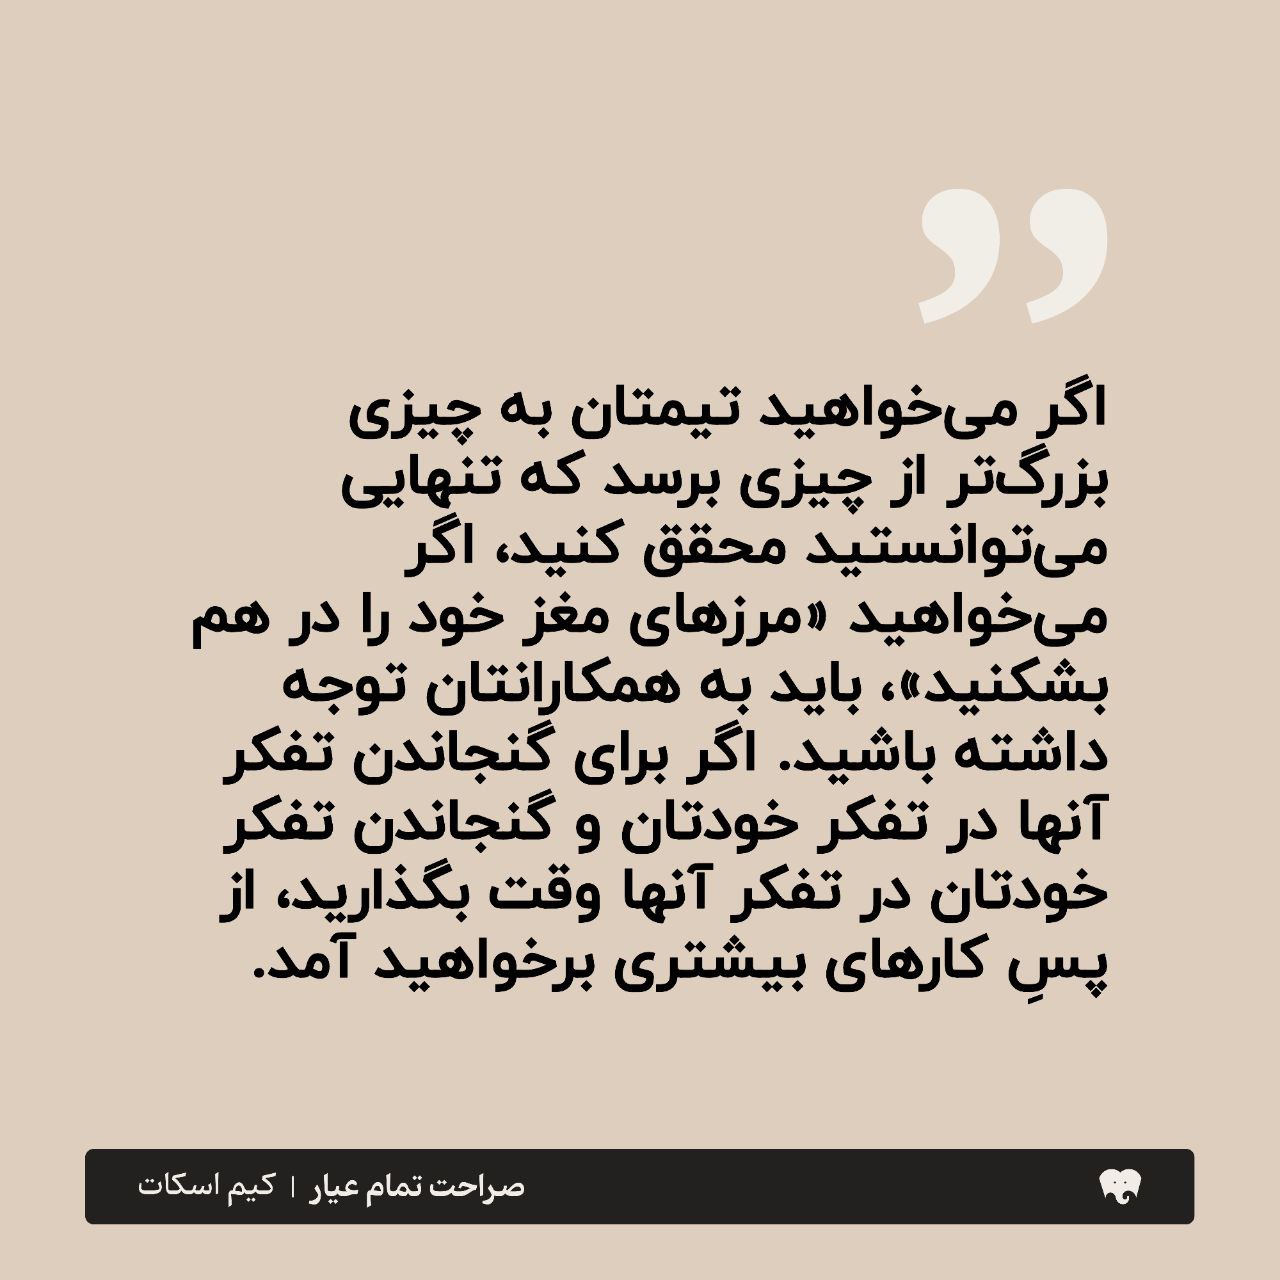 اگر می‌خواهید تیمتان به چیزی
بزرگ‌تر از چیزی برسد که تنهایی
می‌توانستید محقق کنید، اگر
می‌خواهید «مرزهای مغز خود را در هم
بشکنید»، باید به همکارانتان توجه
داشته باشید. اگر برای گنجاندن تفکر
آنها در تفکر خودتان و گنجاندن تفکر
خودتان در تفکر آنها وقت بگذارید، از
پسِ کارهای بیشتری برخواهید آمد.
صراحت تمام عیار | کیم اسکات